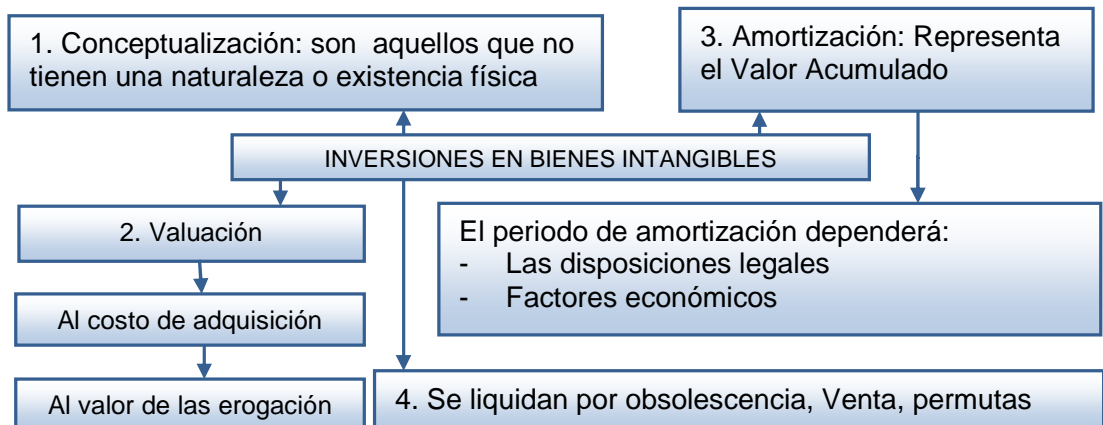 1. Conceptualización: son aquellos que no
tienen una naturaleza o existencia física
3. Amortización: Representa
el Valor Acumulado
INVERSIONES EN BIENES INTANGIBLES
2. Valuación
El periodo de amortización dependerá:
- Las disposiciones legales
- Factores económicos
Al costo de adquisición
Al valor de las erogación
4. Se liquidan por obsolescencia, Venta, permutas